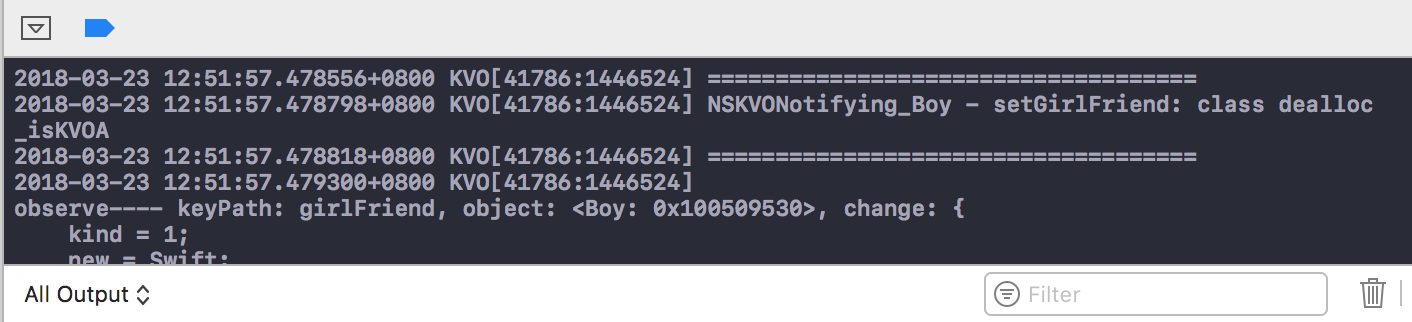 2018-03-23 12:51:57.478556+0800 KVO[41786:1446524] ====================================
2018-03-23 12:51:57.478798+0800 KVO[41786:1446524] NSKVONotifying_Boy - setGirlFriend: class dealloc
_isKVOA
2018-03-23 12:51:57.478818+0800 KVO[41786:1446524] ====================================
2018-03-23 12:51:57.479300+0800 KVO[41786:1446524]
observe---- keyPath: girlFriend, object: <Boy: 0x100509530>, change: {
    kind = 1;
    new = Swift;
All Output
Filter